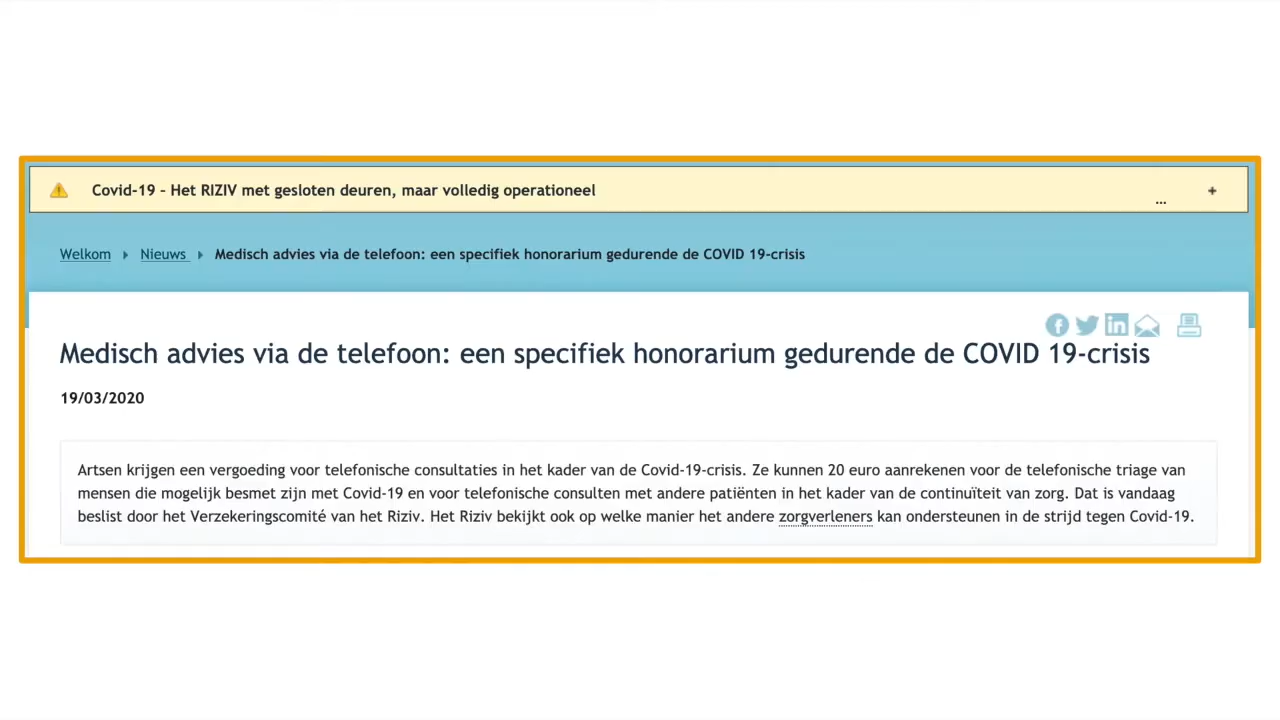 Covid-19 - Het RIZIV met gesloten deuren, maar volledig operationeel
... +
Welkom Nieuws Medisch advies via de telefoon: een specifiek honorarium gedurende de COVID 19-crisis
Medisch advies via de telefoon: een specifiek honorarium gedurende de COVID 19-crisis
19/03/2020
Artsen krijgen een vergoeding voor telefonische consultaties in het kader van de Covid-19-crisis. Ze kunnen 20 euro aanrekenen voor de telefonische triage van
mensen die mogelijk besmet zijn met Covid-19 en voor telefonische consulten met andere patiënten in het kader van de continuïteit van zorg. Dat is vandaag
beslist door het Verzekeringscomité van het Riziv. Het Riziv bekijkt ook op welke manier het andere zorgverleners kan ondersteunen in de strijd tegen Covid-19.